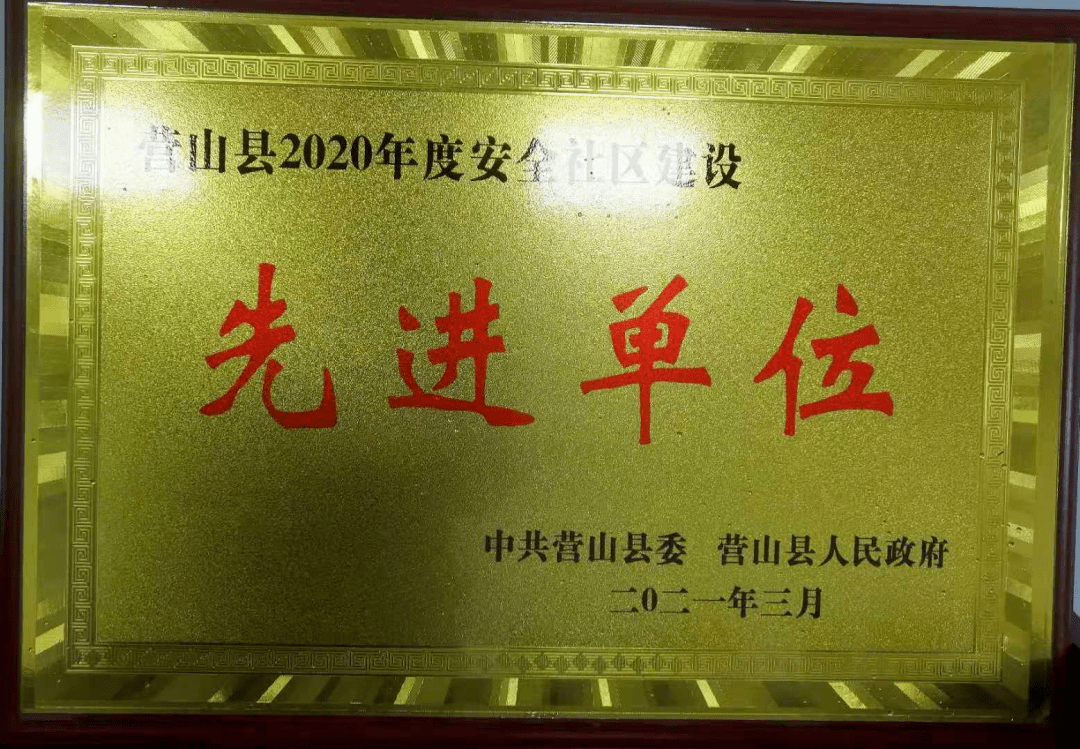 营山县2020年度安全社区建设
先进单位
中共营山县委 营山县人民政府
二0二一年三月